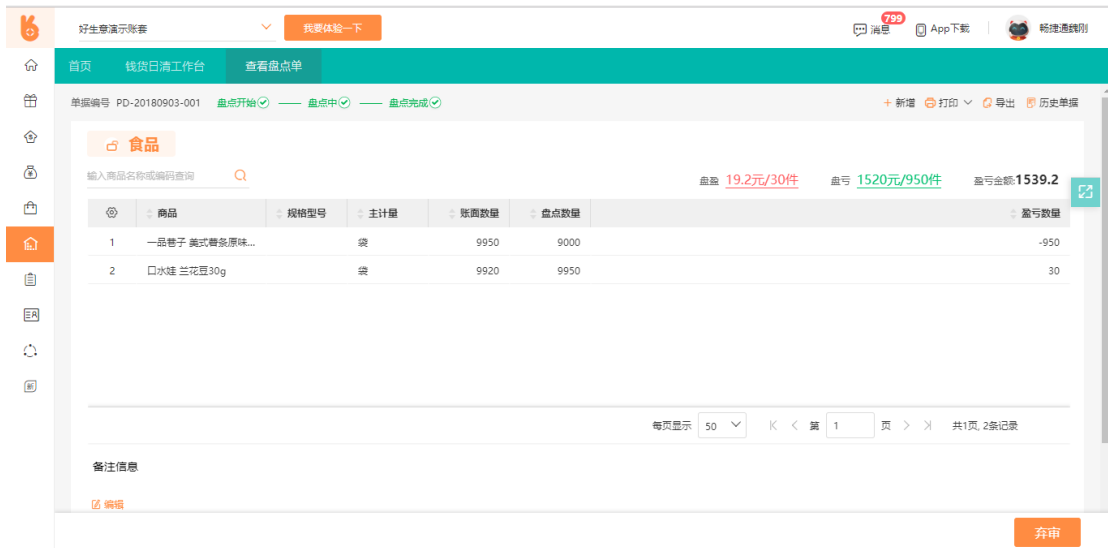 好生意演示账套
我要体验一下
消息 799
App下载
畅捷通魏刚
首页 钱货日清工作台 查看盘点单
单据编号 PD-20180903-001 盘点开始 盘点中 盘点完成
新增 打印 导出 历史单据
食品
输入商品名称或编码查询
盘盈 19.2元/30件 盘亏 1520元/950件 盈亏金额:1539.2
商品 规格型号 主计量 账面数量 盘点数量 盈亏数量
1 一品巷子 美式薯条原味... 袋 9950 9000 -950
2 口水娃 兰花豆30g 袋 9920 9950 30
每页显示 50 第 1 页 共1页, 2条记录
备注信息
编辑
弃审